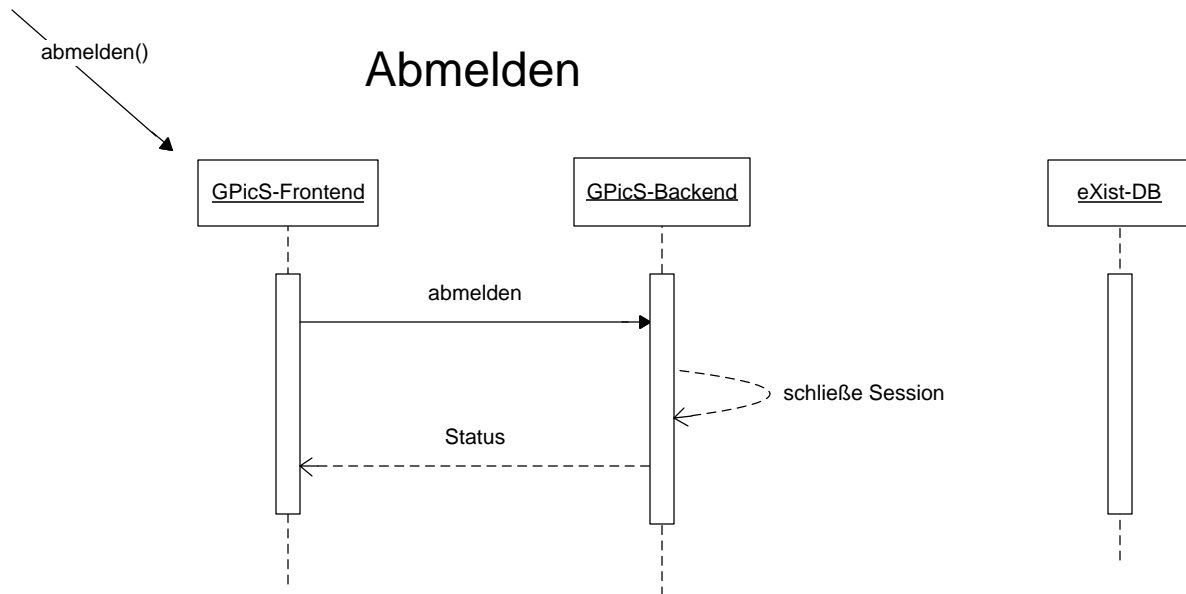 abmelden()
Abmelden
GPicS-Frontend
GPicS-Backend
eXist-DB
abmelden
schließe Session
Status